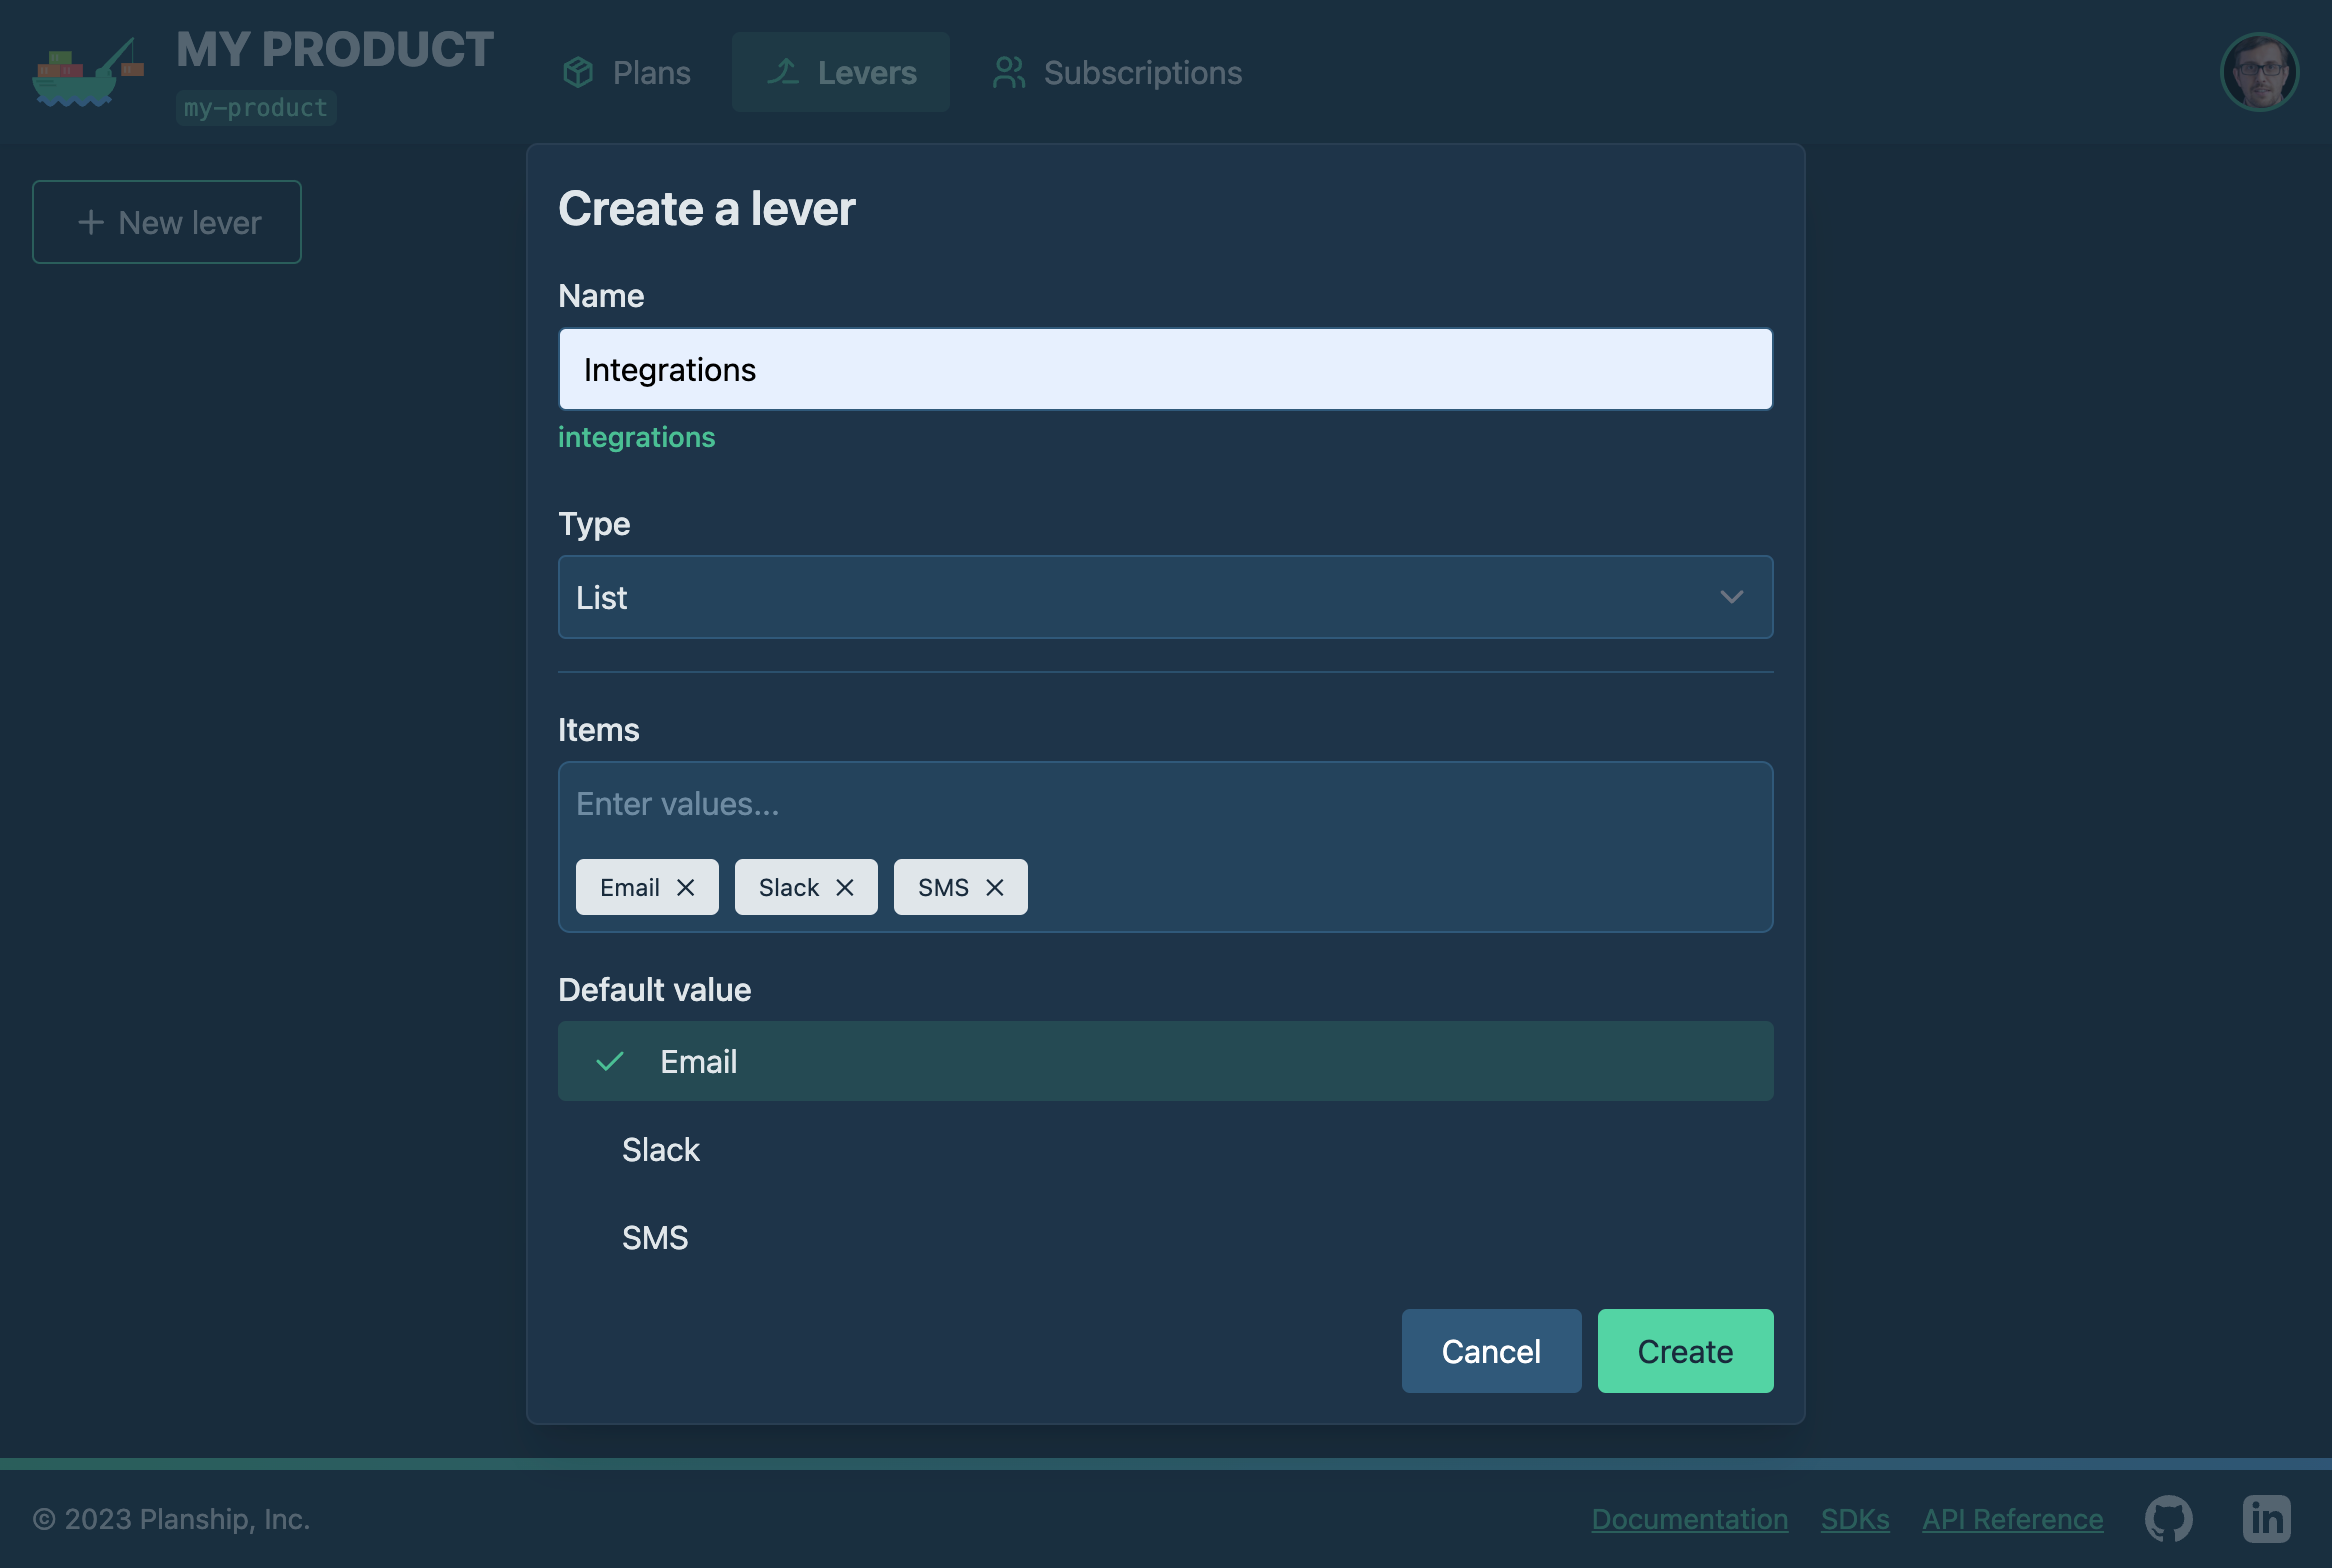 MY PRODUCT
my-product
Plans
Levers
Subscriptions
New lever
Create a lever
Name
Integrations
integrations
Type
List
Items
Enter values...
Email
Slack
SMS
Default value
Email
Slack
SMS
Cancel
Create
© 2023 Planship, Inc.
Documentation
SDKs
API Reference
in